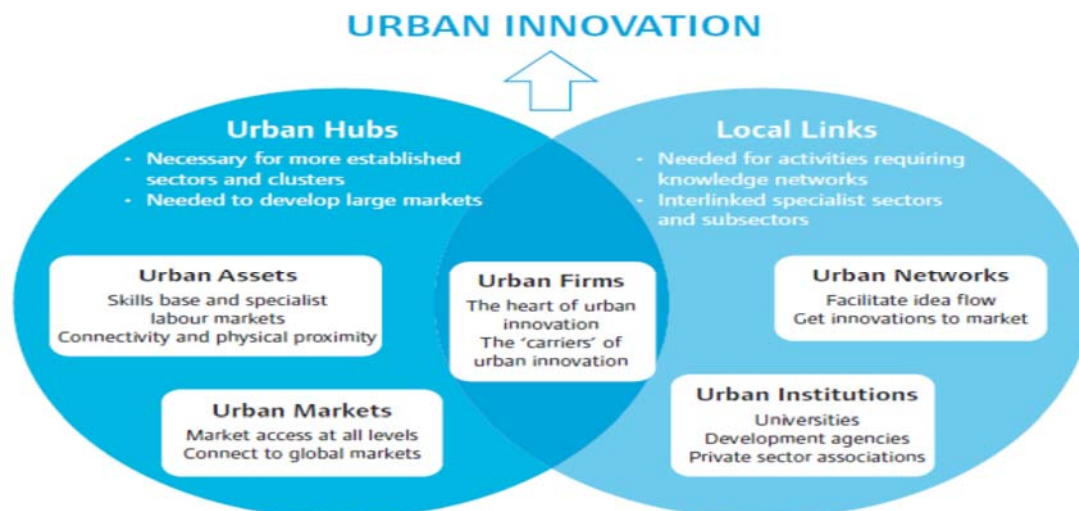 URBAN INNOVATION
Urban Hubs
• Necessary for more established
sectors and clusters
• Needed to develop large markets
Urban Assets
Skills base and specialist
labour markets
Connectivity and physical proximity
Urban Markets
Market access at all levels
Connect to global markets
Urban Firms
The heart of urban
innovation
The ‘carriers’ of
urban innovation
Local Links
• Needed for activities requiring
knowledge networks
• Interlinked specialist sectors
and subsectors
Urban Networks
Facilitate idea flow
Get innovations to market
Urban Institutions
Universities
Development agencies
Private sector associations